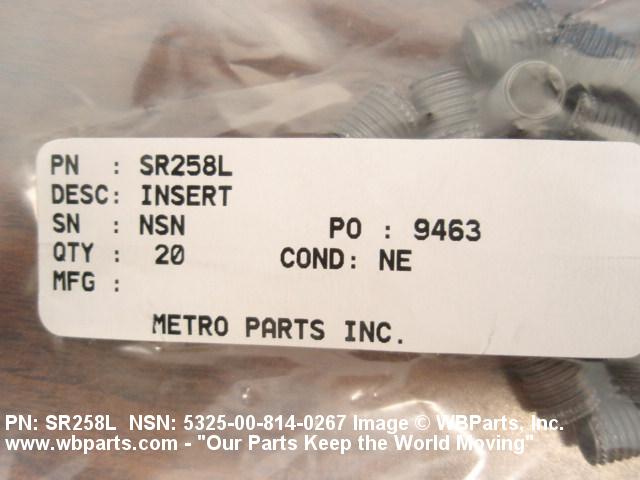 PN : SR258L
DESC: INSERT
SN : NSN PO : 9463
QTY : 20 COND: NE
MFG :
METRO PARTS INC.
PN: SR258L NSN: 5325-00-814-0267 Image © WBParts, Inc.
www.wbparts.com - "Our Parts Keep the World Moving"